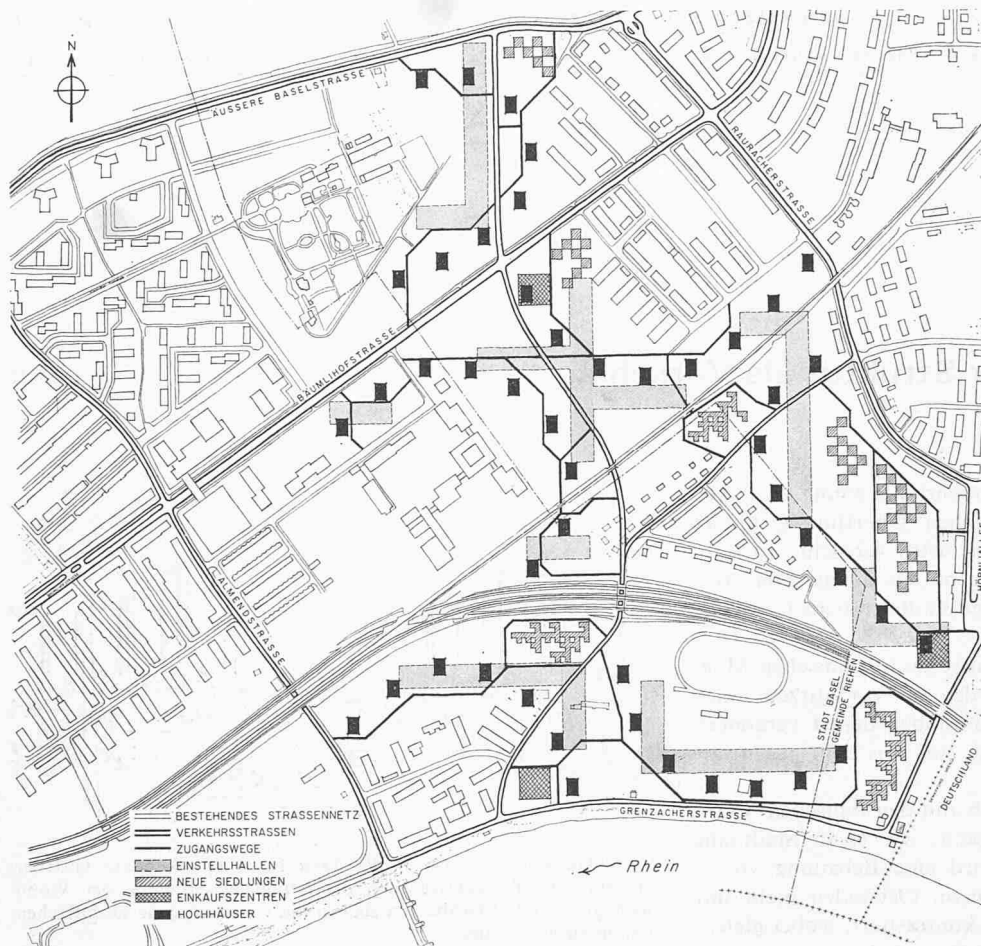 N
ÄUSSERE BASELSTRASSE
RAURACHERSTRASSE
BÄUMLIHOFSTRASSE
ALMENDSTRASSE
STADT BASEL
GEMEINDE RIEHEN
DEUTSCHLAND
GRENZACHERSTRASSE
Rhein
BESTEHENDES STRASSENNETZ
VERKEHRSSTRASSEN
ZUGANGSWEGE
EINSTELLHALLEN
NEUE SIEDLUNGEN
EINKAUFSZENTREN
HOCHHÄUSER